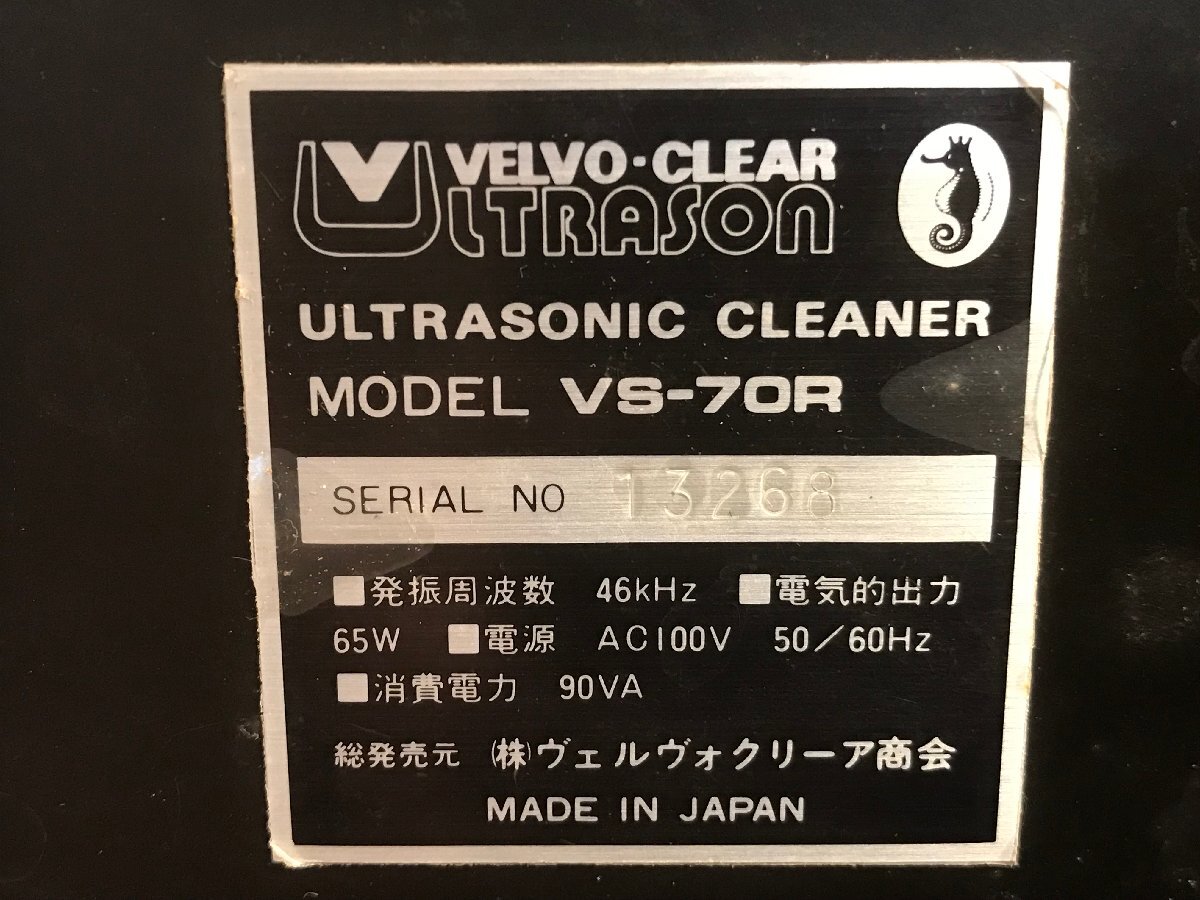 VELVO-CLEAR
ULTRASON
ULTRASONIC CLEANER
MODEL VS-70R
SERIAL NO 13268
■発振周波数 46kHz ■電気的出力
65W ■電源 AC100V 50/60Hz
■消費電力 90VA
総発売元 (株)ヴェルヴォクリーア商会
MADE IN JAPAN